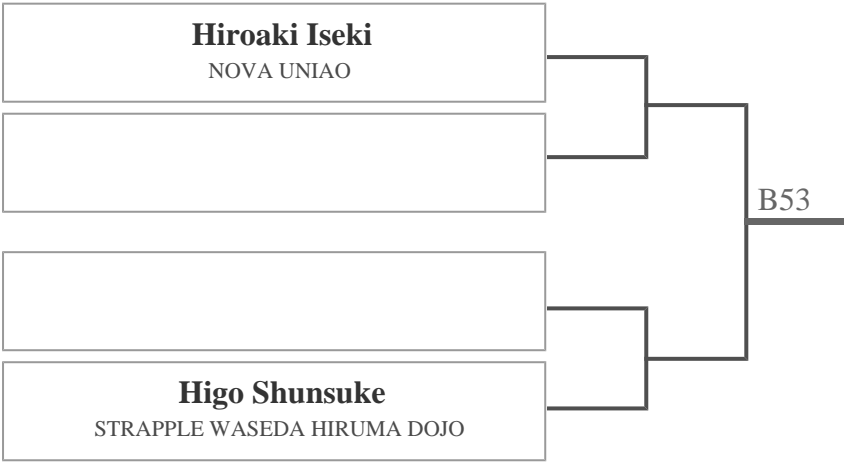 Hiroaki Iseki
NOVA UNIAO
B53
Higo Shunsuke
STRAPPLE WASEDA HIRUMA DOJO